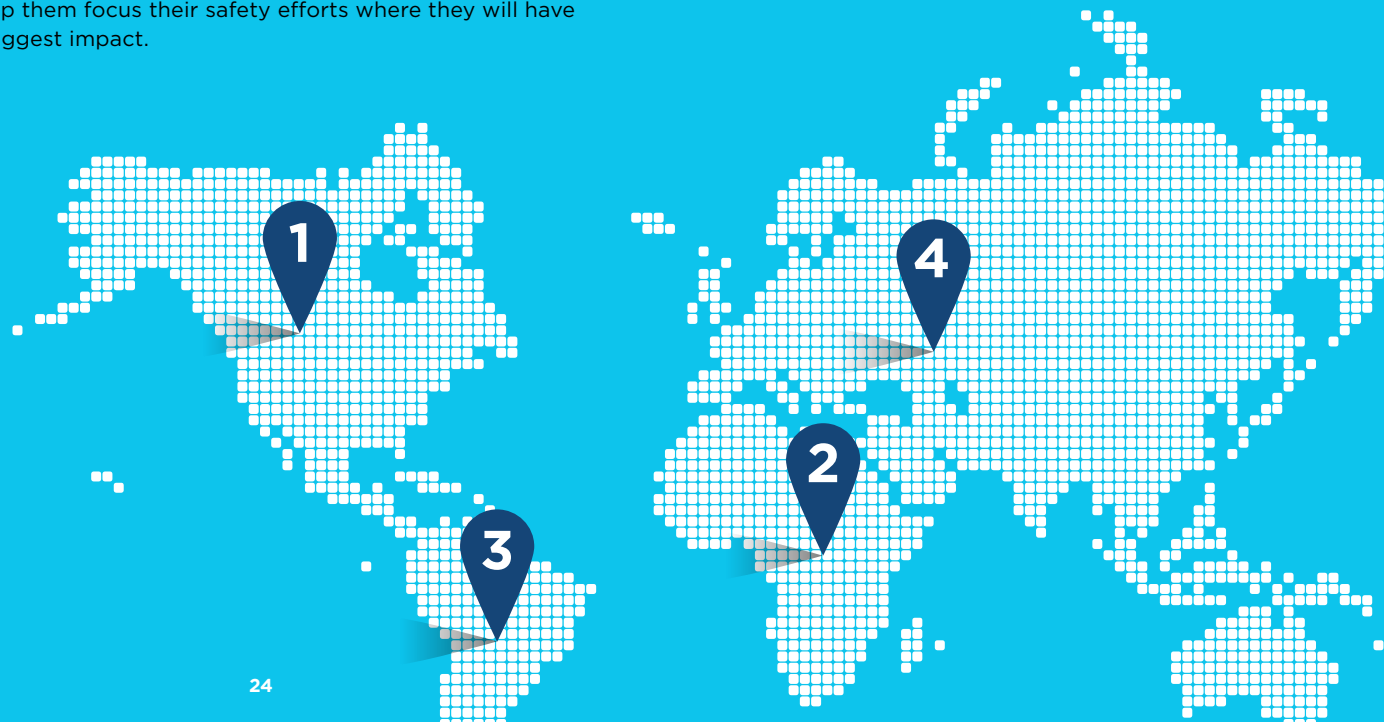 p them focus their safety efforts where they will have
ggest impact.
1
4
2
3
24